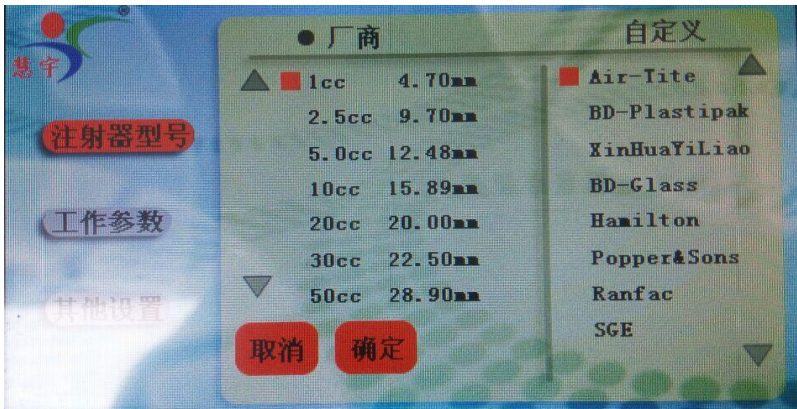 慧宇
®
注射器型号
工作参数
其他设置
● 厂商
自定义
1cc 4.70mm
2.5cc 9.70mm
5.0cc 12.48mm
10cc 15.89mm
20cc 20.00mm
30cc 22.50mm
50cc 28.90mm
取消
确定
Air-Tite
BD-Plastipak
XinHuaYiLiao
BD-Glass
Hamilton
Popper&Sons
Ranfac
SGE